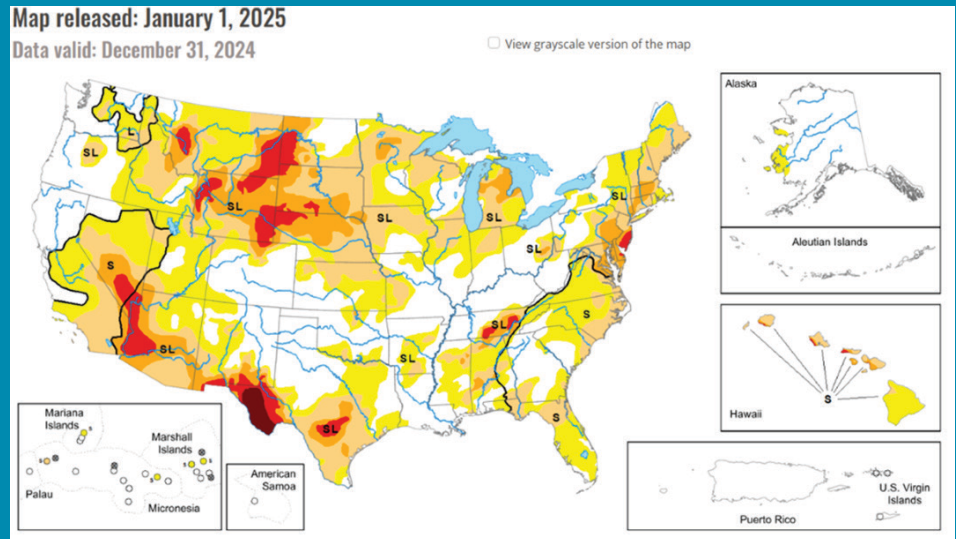 Map released: January 1, 2025
Data valid: December 31, 2024
View grayscale version of the map
Alaska
Aleutian Islands
Hawaii
S
L
SL
SL
SL
SL
SL
SL
S
SL
SL
SL
S
S
SL
Mariana
Islands
S
Marshall
Islands
S
S
S
S
Palau
Micronesia
American
Samoa
U.S. Virgin
Islands
Puerto Rico